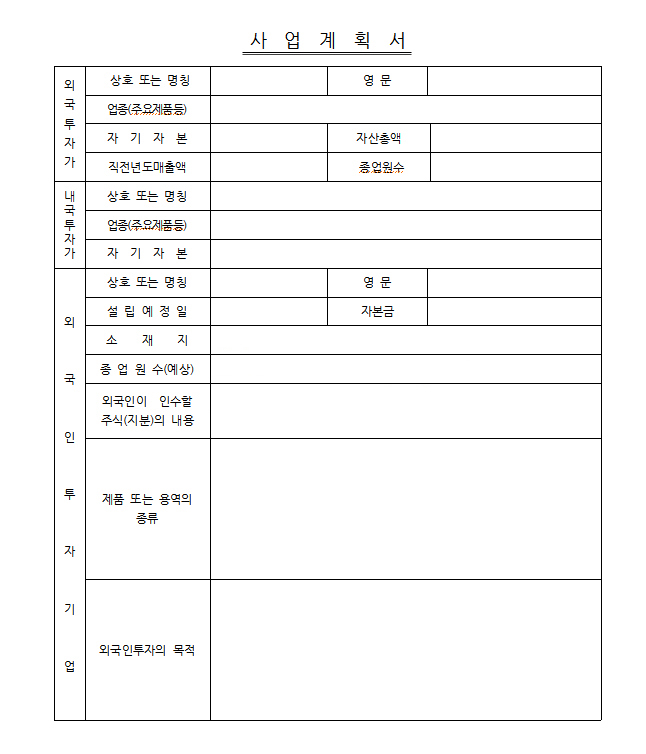 사 업 계 획 서
외국투자가
상호 또는 명칭
영 문
업종(주요제품등)
자 기 자 본
자산총액
직전년도매출액
종업원수
내국투자가
상호 또는 명칭
업종(주요제품등)
자 기 자 본
외국인투자기업
상호 또는 명칭
영 문
설 립 예 정 일
자본금
소 재 지
종 업 원 수(예상)
외국인이 인수할
주식(지분)의 내용
제품 또는 용역의
종류
외국인투자의 목적